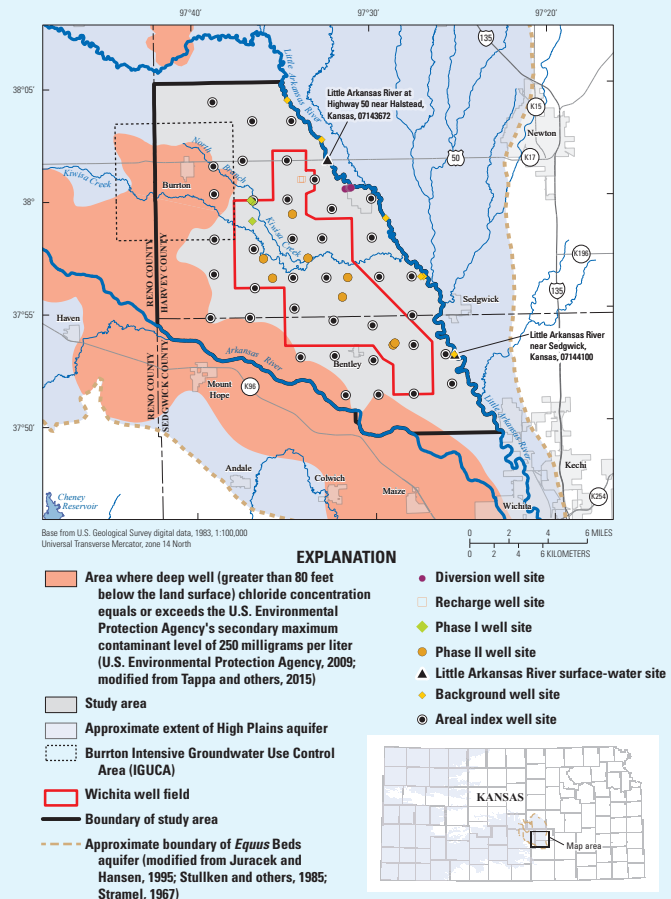 97°40'
97°30'
97°20'
38°05'
38°
37°55'
37°50'
135
K15
Newton
K17
50
K196
135
K96
K254
Little Arkansas River
Little Arkansas River at
Highway 50 near Halstead,
Kansas, 07143672
North
Branch
Kiwisa Creek
Burrton
Kiwisa Creek
RENO COUNTY
HARVEY COUNTY
Sedgwick
Haven
RENO COUNTY
SEDGWICK COUNTY
Little Arkansas River
near Sedgwick,
Kansas, 07144100
Arkansas River
Bentley
Mount
Hope
Little Arkansas River
Andale
Colwich
Maize
Kechi
Wichita
Cheney
Reservoir
Base from U.S. Geological Survey digital data, 1983, 1:100,000
Universal Transverse Mercator, zone 14 North
0 2 4 6 MILES
0 2 4 6 KILOMETERS
EXPLANATION
Area where deep well (greater than 80 feet
below the land surface) chloride concentration
equals or exceeds the U.S. Environmental
Protection Agency's secondary maximum
contaminant level of 250 milligrams per liter
(U.S. Environmental Protection Agency, 2009;
modified from Tappa and others, 2015)
Study area
Approximate extent of High Plains aquifer
Burrton Intensive Groundwater Use Control
Area (IGUCA)
Wichita well field
Boundary of study area
Approximate boundary of Equus Beds
aquifer (modified from Juracek and
Hansen, 1995; Stullken and others, 1985;
Stramel, 1967)
Diversion well site
Recharge well site
Phase I well site
Phase II well site
Little Arkansas River surface-water site
Background well site
Areal index well site
KANSAS
Map area